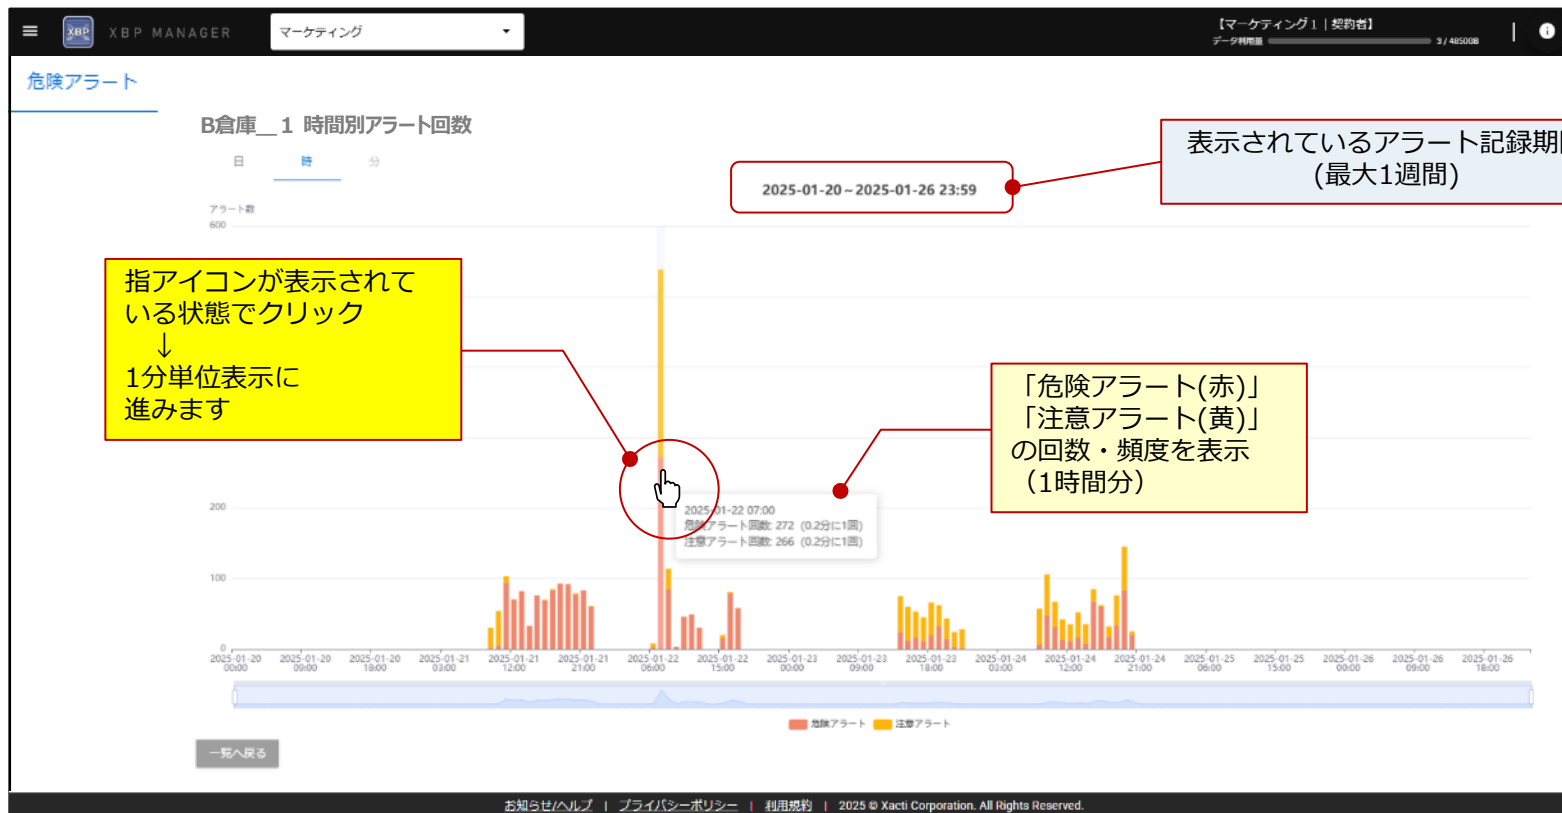 XBP
XBP MANAGER
マーケティング
【マーケティング1｜契約者】
データ利用量
3 / 4850GB
危険アラート
B倉庫__1 時間別アラート回数
日 時 分
2025-01-20 ~ 2025-01-26 23:59
表示されているアラート記録期
(最大1週間)
アラート数
600
指アイコンが表示されて
いる状態でクリック
↓
1分単位表示に
進みます
「危険アラート(赤)」
「注意アラート(黄)」
の回数・頻度を表示
（1時間分）
200
2025-01-22 07:00
危険アラート回数: 272 (0.2分に1回)
注意アラート回数: 266 (0.2分に1回)
100
0
2025-01-20 2025-01-20 2025-01-20 2025-01-21 2025-01-21 2025-01-21 2025-01-22 2025-01-22 2025-01-23 2025-01-23 2025-01-23 2025-01-24 2025-01-24 2025-01-24 2025-01-25 2025-01-25 2025-01-26 2025-01-26 2025-01-26
00:00 09:00 18:00 03:00 12:00 21:00 06:00 15:00 00:00 09:00 18:00 03:00 12:00 21:00 06:00 15:00 00:00 09:00 18:00
危険アラート 注意アラート
一覧へ戻る
お知らせ/ヘルプ | プライバシーポリシー | 利用規約 | 2025 © Xacti Corporation. All Rights Reserved.